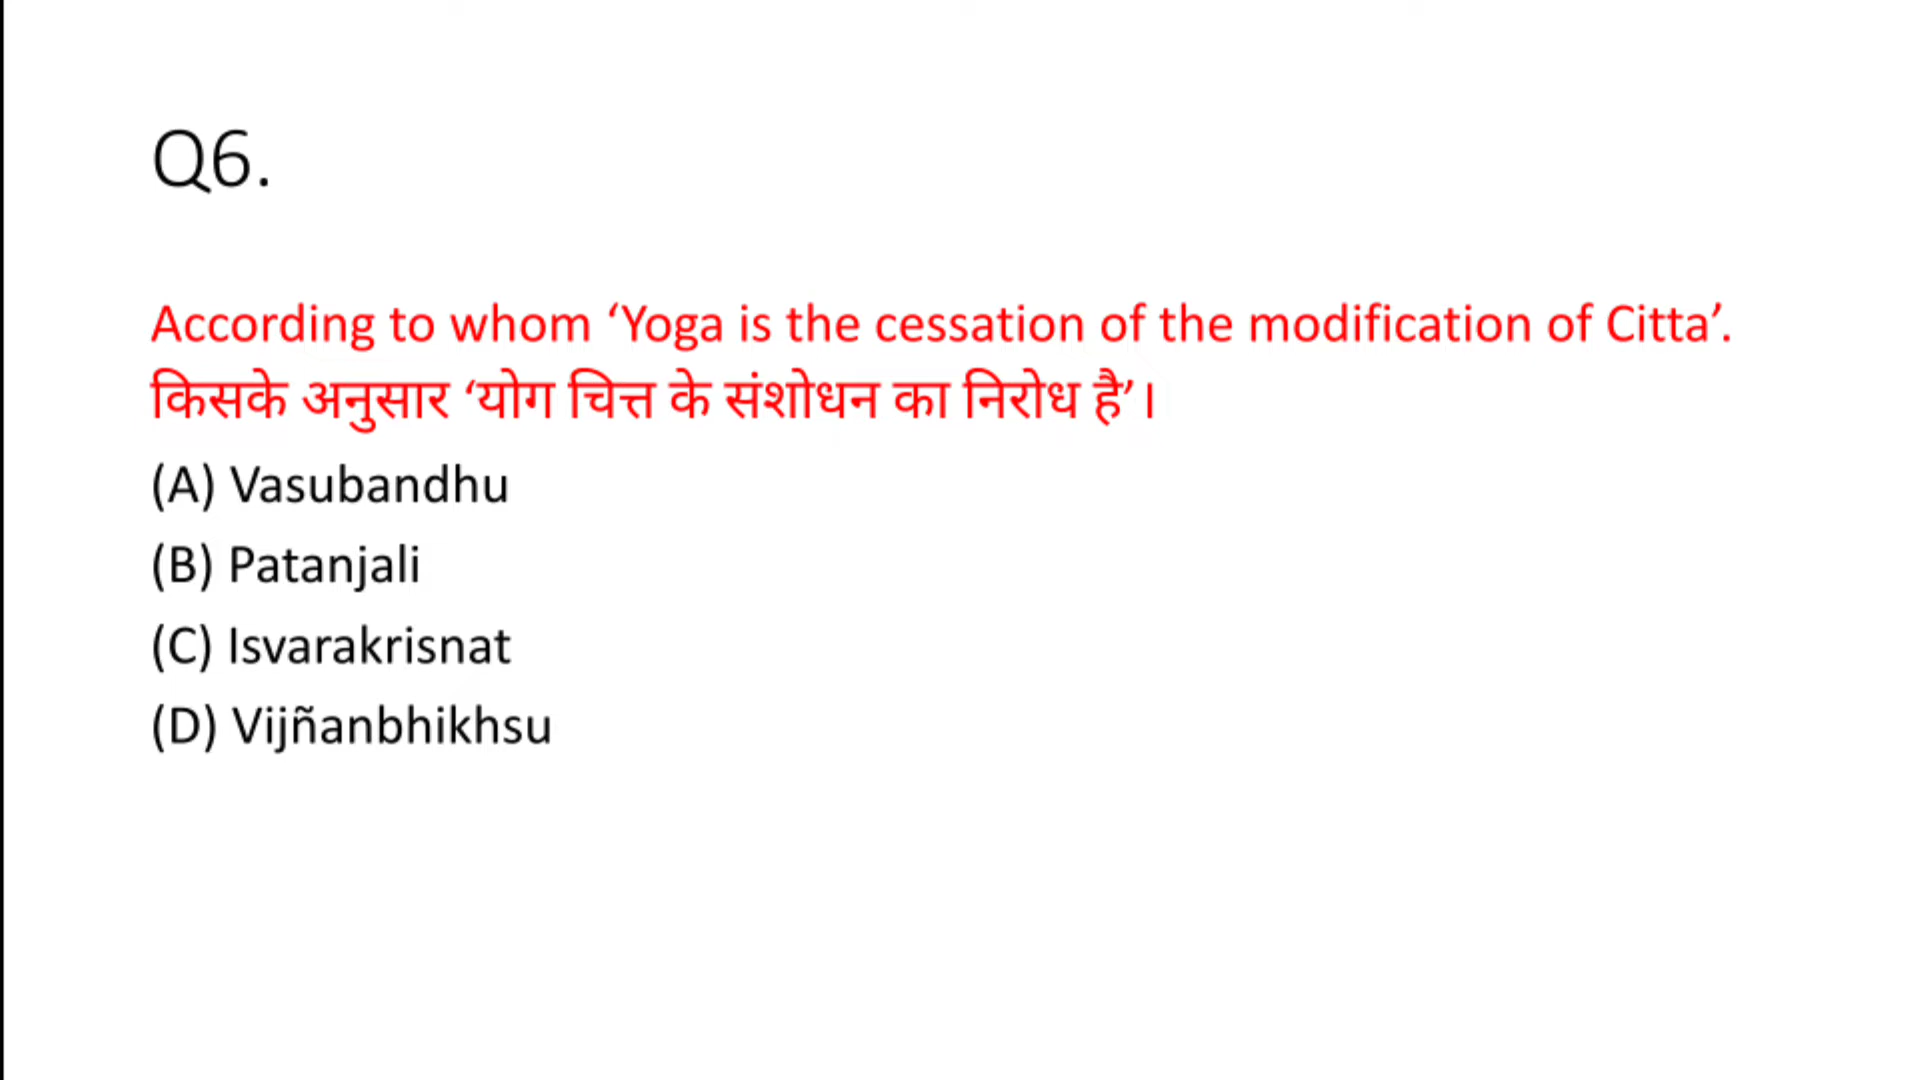 Q6.
According to whom ‘Yoga is the cessation of the modification of Citta’.
किसके अनुसार ‘योग चित्त के संशोधन का निरोध है’।
(A) Vasubandhu
(B) Patanjali
(C) Isvarakrisnat
(D) Vijñanbhikhsu